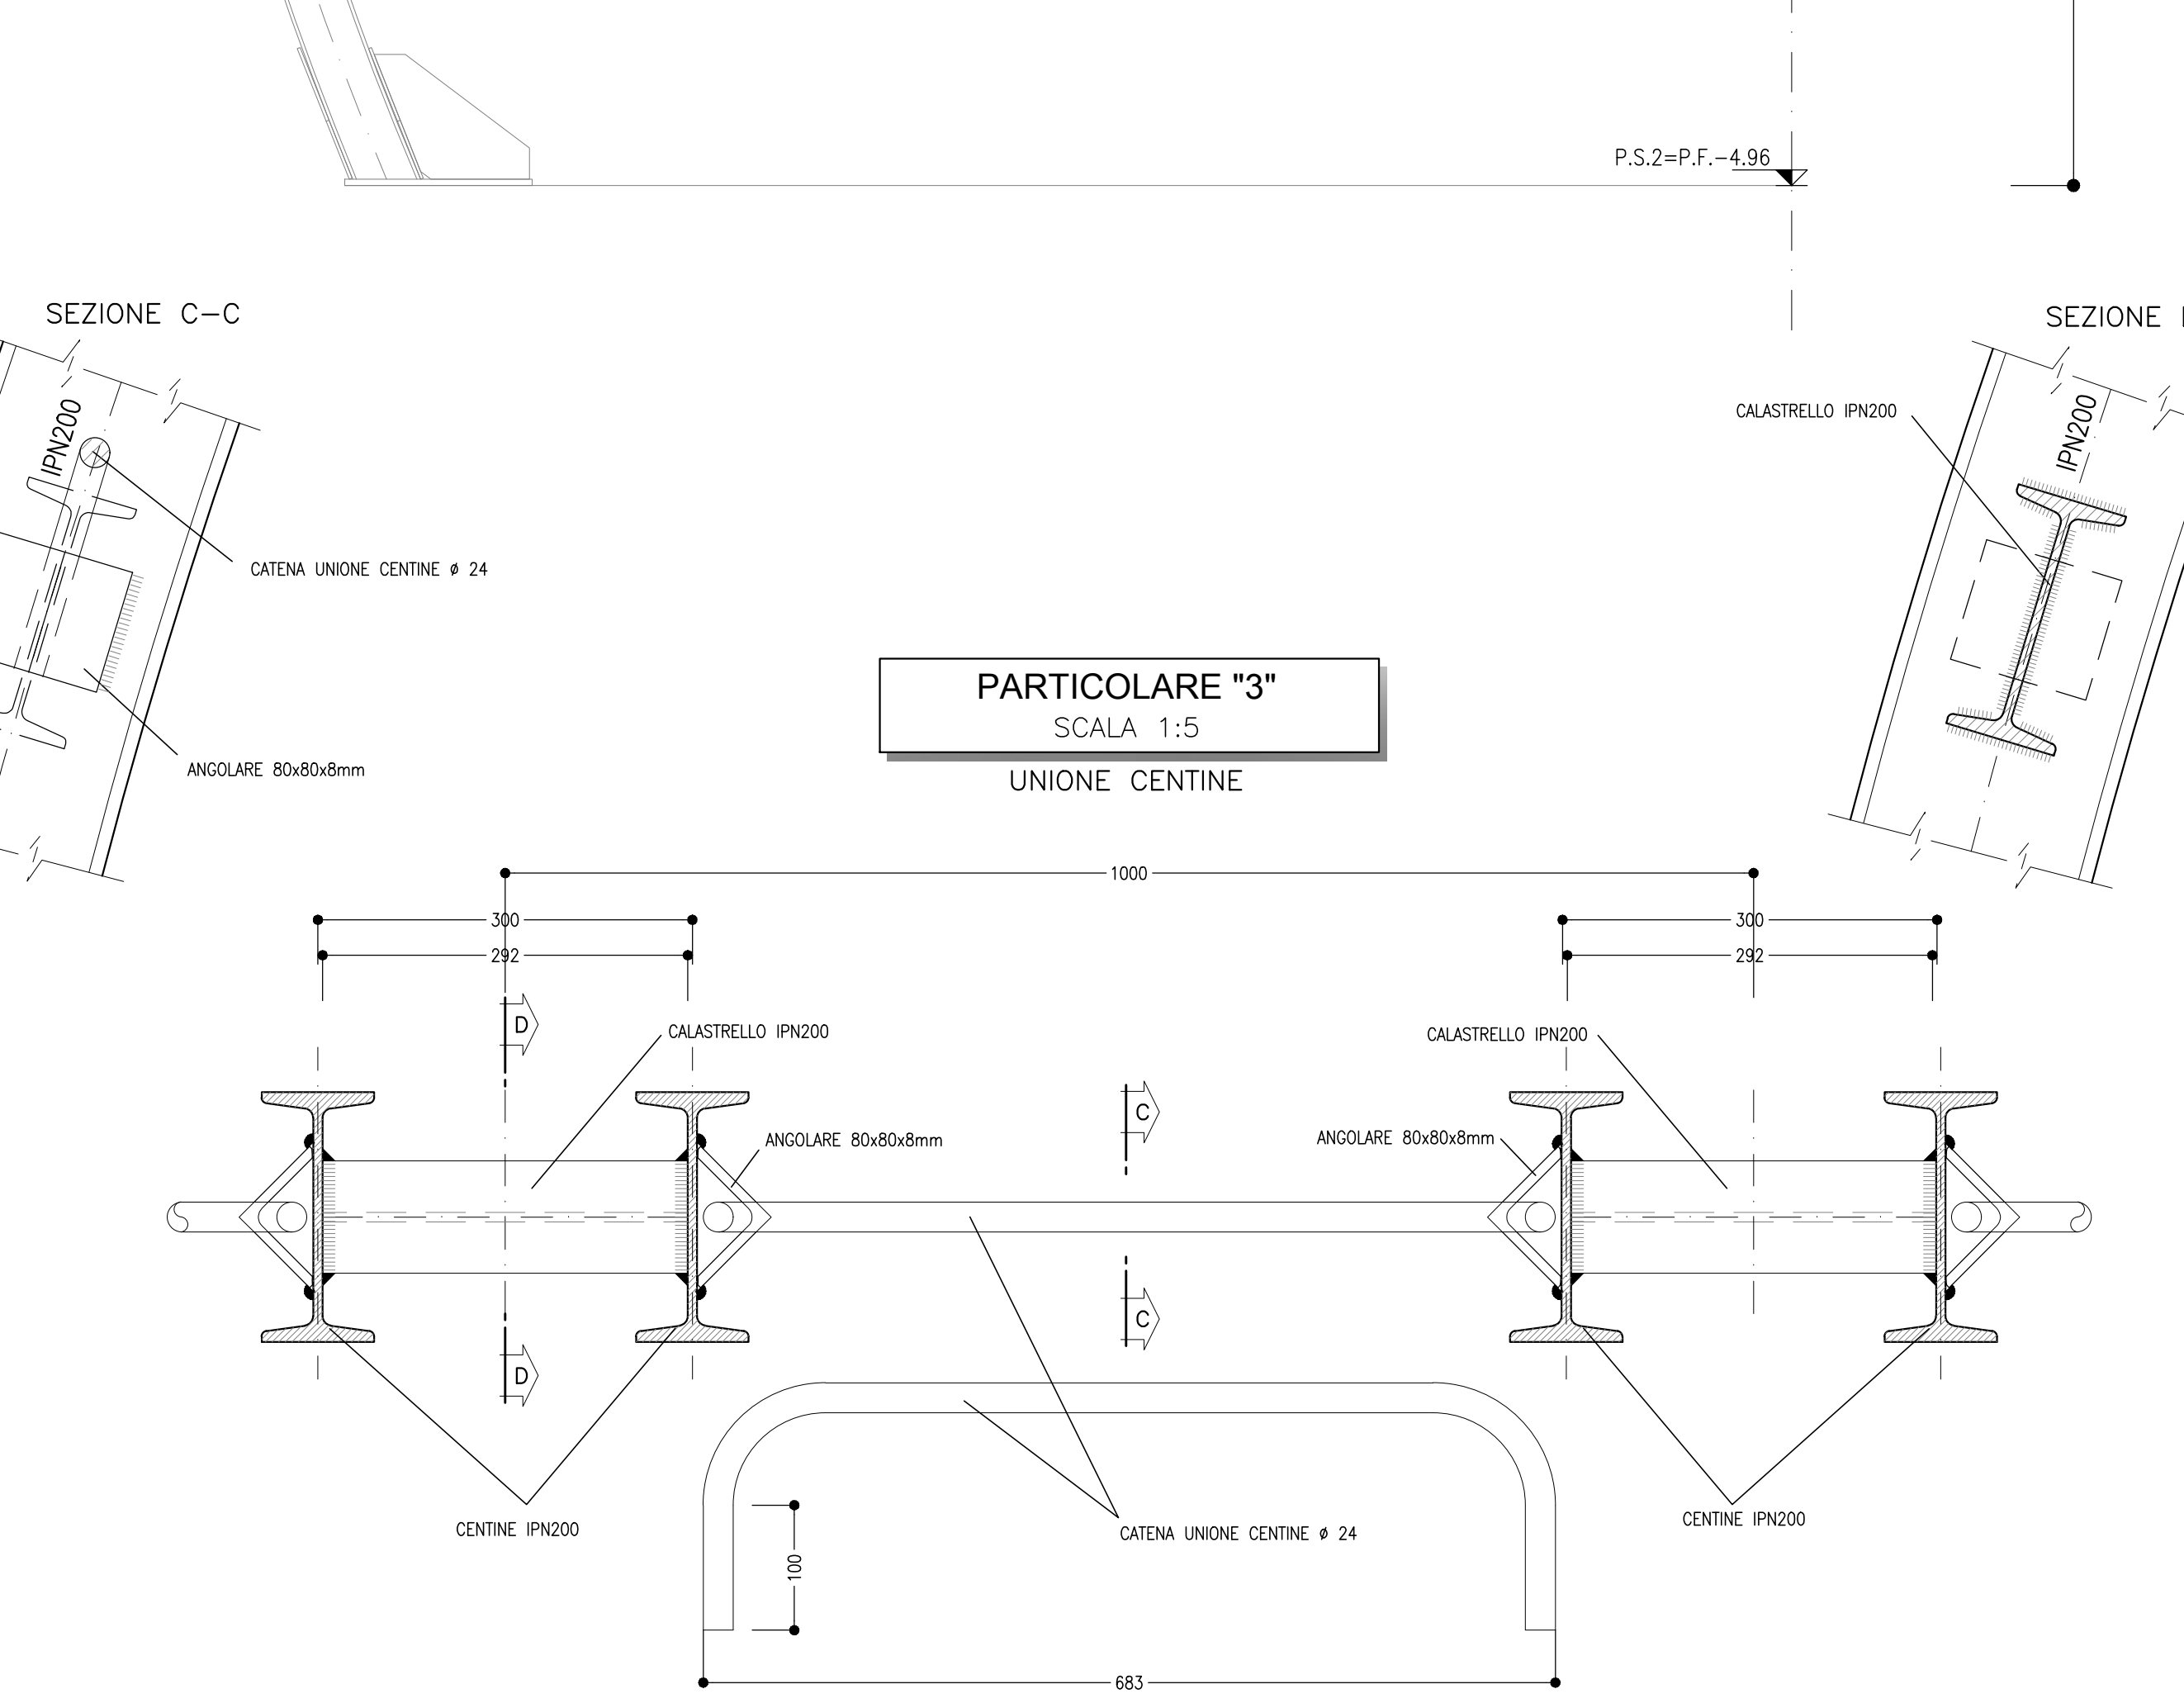 P.S.2=P.F.-4.96
SEZIONE C-C
SEZIONE
IPN200
IPN200
CALASTRELLO IPN200
CATENA UNIONE CENTINE ø 24
PARTICOLARE "3"
SCALA 1:5
ANGOLARE 80x80x8mm
UNIONE CENTINE
1000
300
300
292
292
D
CALASTRELLO IPN200
CALASTRELLO IPN200
C
ANGOLARE 80x80x8mm
ANGOLARE 80x80x8mm
C
D
CENTINE IPN200
CENTINE IPN200
CATENA UNIONE CENTINE ø 24
100
683